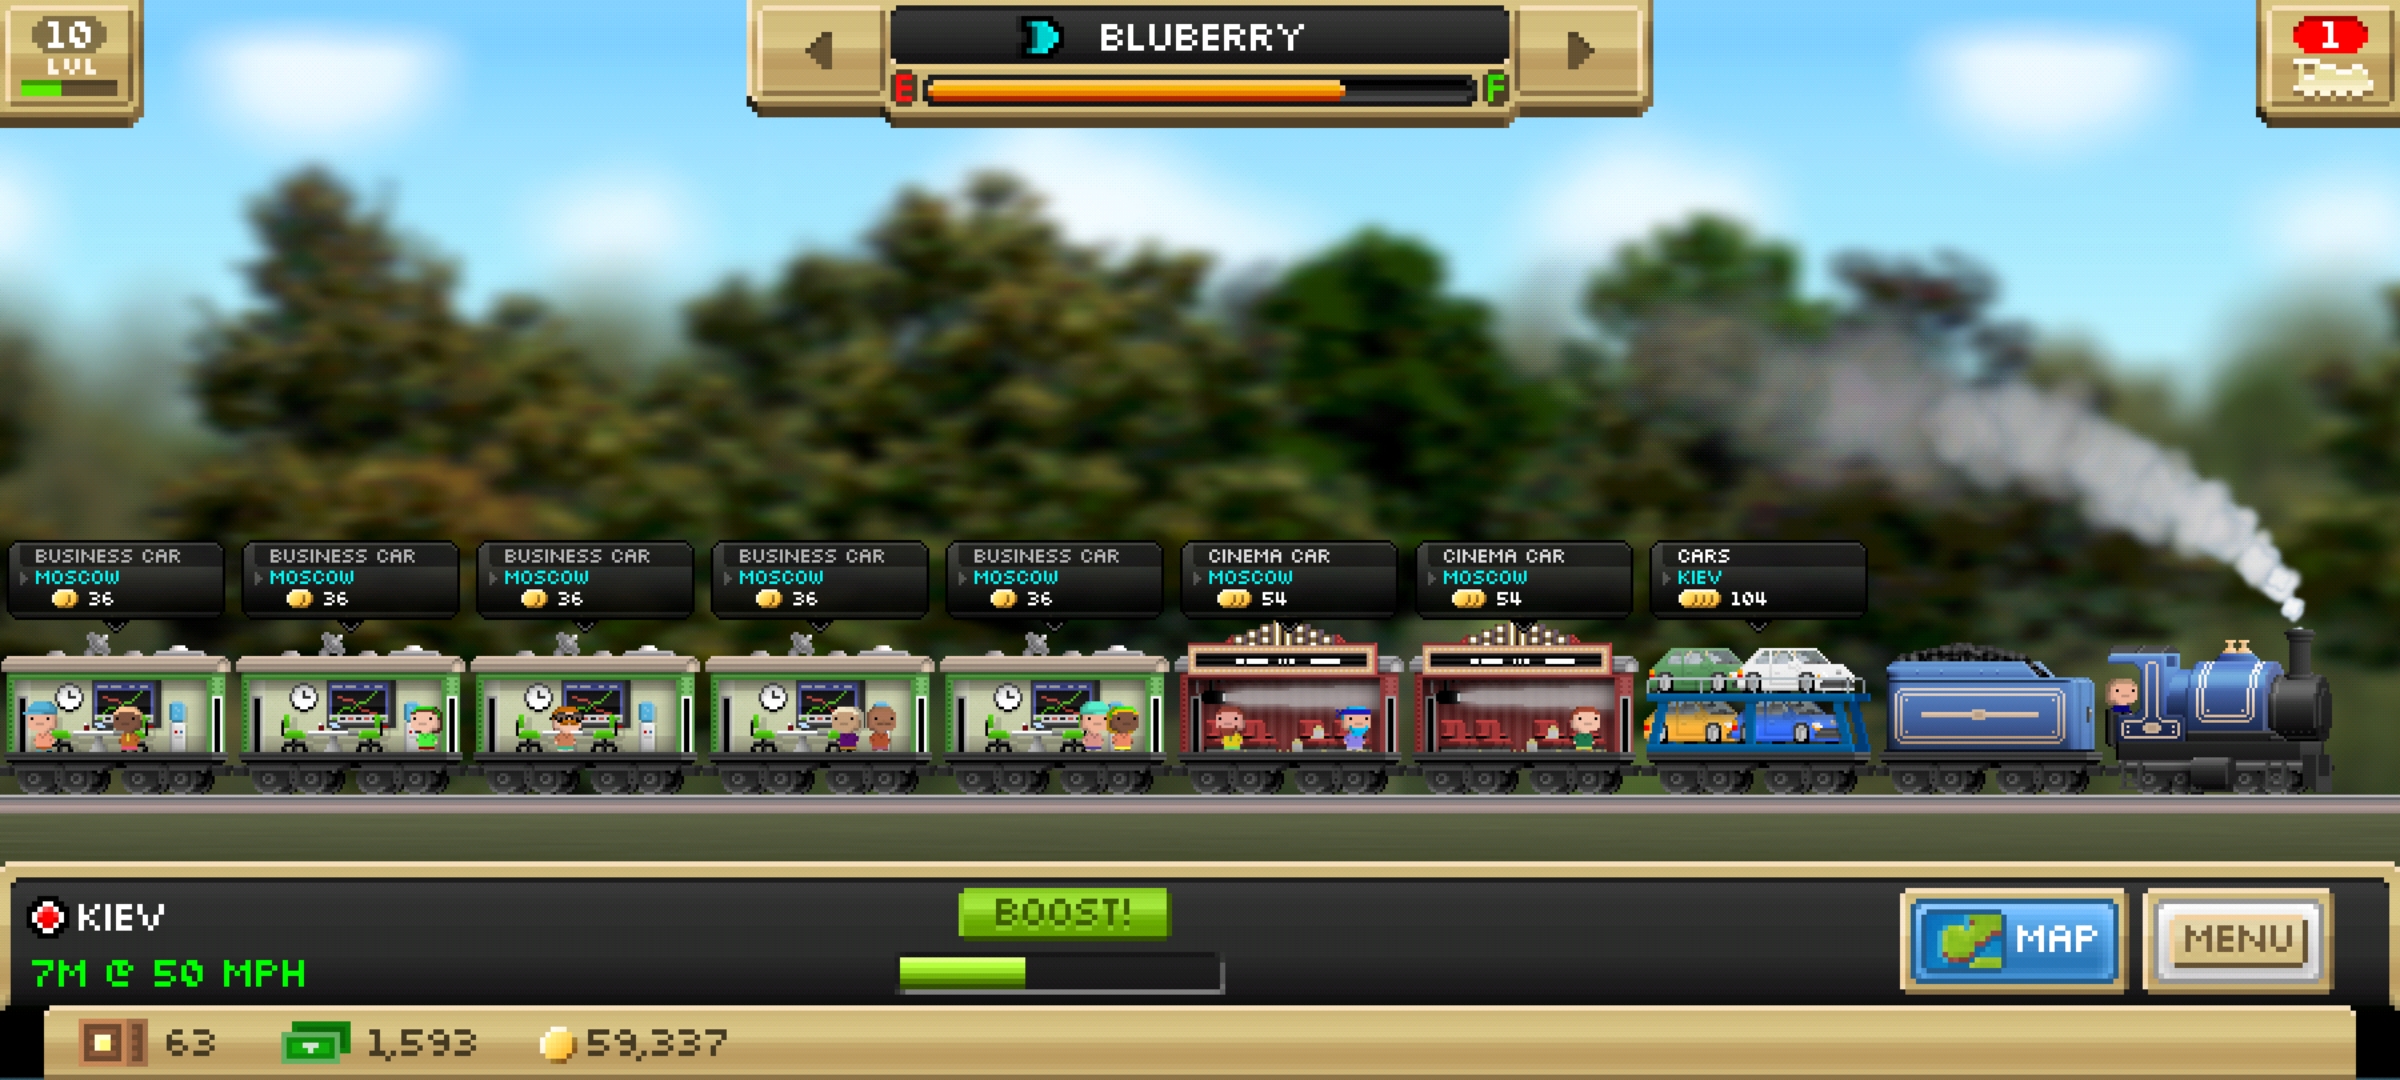 10
LVL
BLUBERRY
E F
1
BUSINESS CAR
MOSCOW
36
BUSINESS CAR
MOSCOW
36
BUSINESS CAR
MOSCOW
36
BUSINESS CAR
MOSCOW
36
BUSINESS CAR
MOSCOW
36
CINEMA CAR
MOSCOW
54
CINEMA CAR
MOSCOW
54
CARS
KIEV
104
KIEV
7M @ 50 MPH
BOOST!
MAP
MENU
63
1,593
59,337